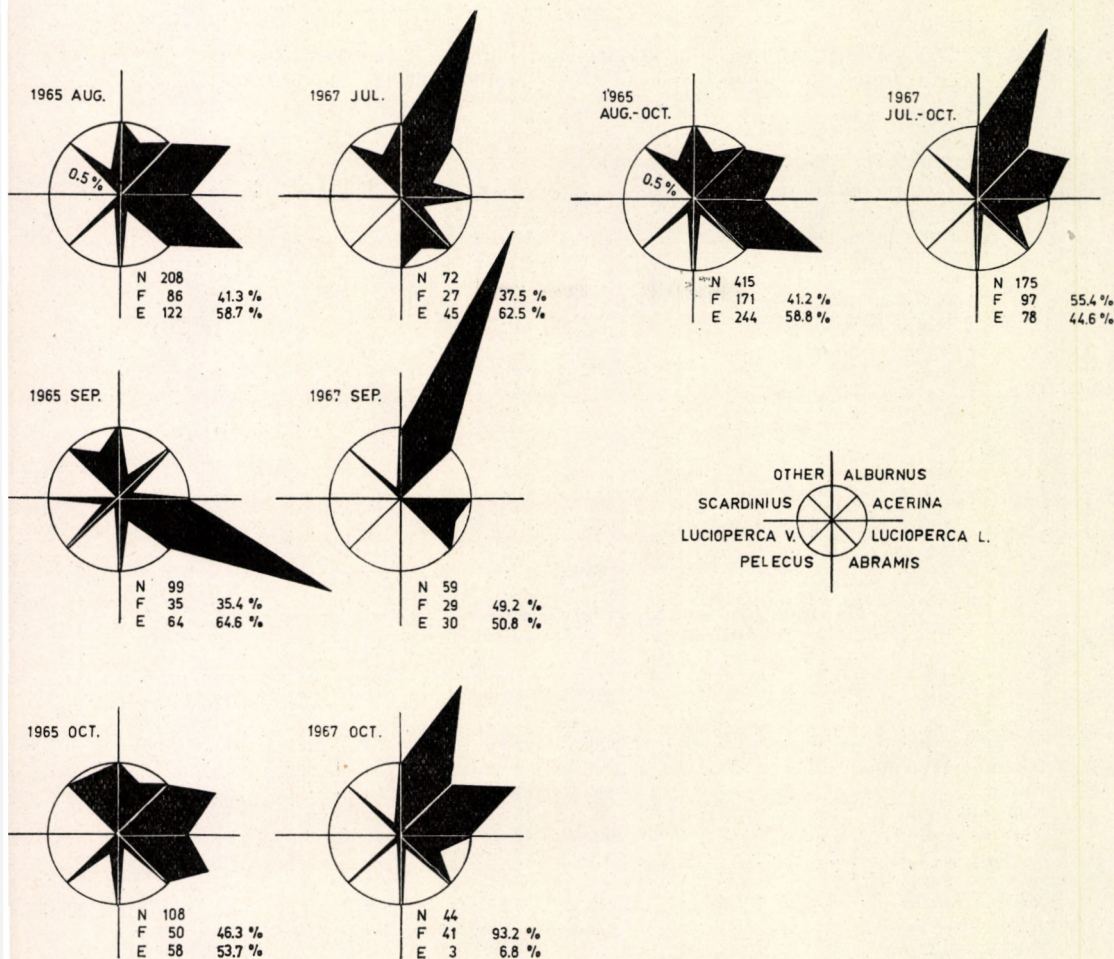 1965 AUG.
0.5 %
N 208
F 86 41.3 %
E 122 58.7 %
1967 JUL.
N 72
F 27 37.5 %
E 45 62.5 %
1965
AUG.-OCT.
0.5 %
N 415
F 171 41.2 %
E 244 58.8 %
1967
JUL.-OCT.
N 175
F 97 55.4 %
E 78 44.6 %
1965 SEP.
N 99
F 35 35.4 %
E 64 64.6 %
1967 SEP.
N 59
F 29 49.2 %
E 30 50.8 %
OTHER ALBURNUS
SCARDINIUS ACERINA
LUCIOPERCA V. LUCIOPERCA L.
PELECUS ABRAMIS
1965 OCT.
N 108
F 50 46.3 %
E 58 53.7 %
1967 OCT.
N 44
F 41 93.2 %
E 3 6.8 %